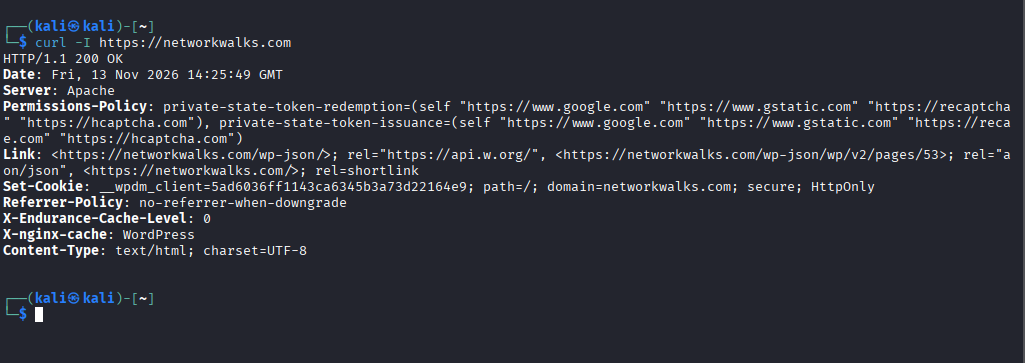 ┌──(kali㉿kali)-[~]
└─$ curl -I https://networkwalks.com
HTTP/1.1 200 OK
Date: Fri, 13 Nov 2026 14:25:49 GMT
Server: Apache
Permissions-Policy: private-state-token-redemption=(self "https://www.google.com" "https://www.gstatic.com" "https://recaptcha
" "https://hcaptcha.com"), private-state-token-issuance=(self "https://www.google.com" "https://www.gstatic.com" "https://reca
e.com" "https://hcaptcha.com")
Link: <https://networkwalks.com/wp-json/>; rel="https://api.w.org/", <https://networkwalks.com/wp-json/wp/v2/pages/53>; rel="a
on/json", <https://networkwalks.com/>; rel=shortlink
Set-Cookie: __wpdm_client=5ad6036ff1143ca6345b3a73d22164e9; path=/; domain=networkwalks.com; secure; HttpOnly
Referrer-Policy: no-referrer-when-downgrade
X-Endurance-Cache-Level: 0
X-nginx-cache: WordPress
Content-Type: text/html; charset=UTF-8
┌──(kali㉿kali)-[~]
└─$